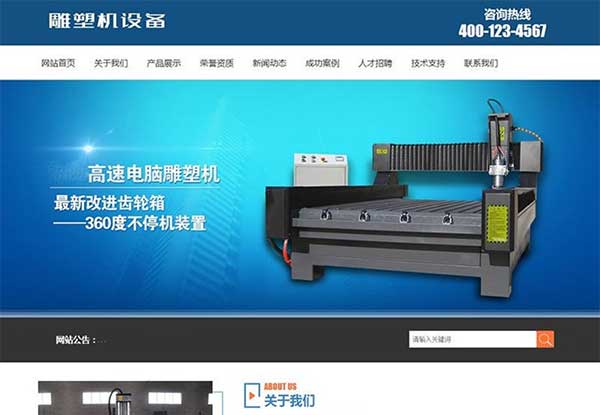 雕塑机设备
咨询热线
400-123-4567
网站首页 关于我们 产品展示 荣誉资质 新闻动态 成功案例 人才招聘 技术支持 联系我们
高速电脑雕塑机
最新改进齿轮箱
——360度不停机装置
网站公告：...
请输入关键词
ABOUT US
关于我们